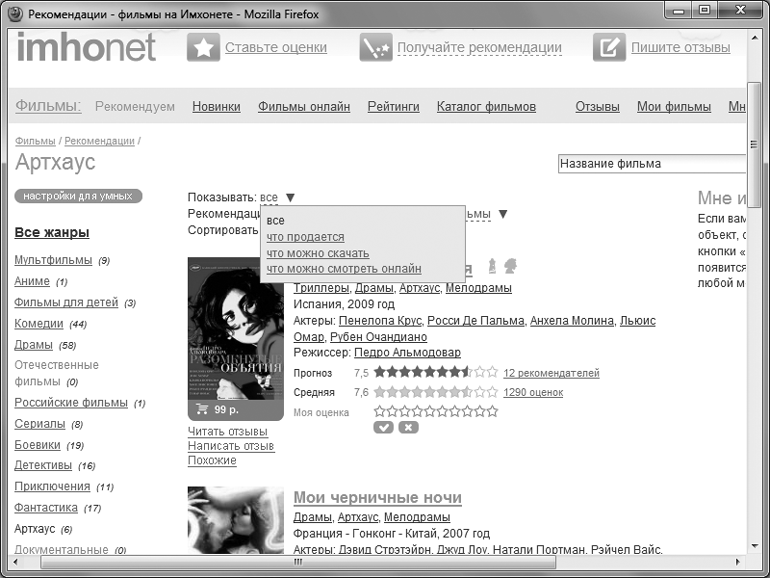 Рекомендации - фильмы на Имхонете - Mozilla Firefox
imhonet Ставьте оценки Получайте рекомендации Пишите отзывы
Фильмы: Рекомендуем Новинки Фильмы онлайн Рейтинги Каталог фильмов Отзывы Мои фильмы Мн
Фильмы / Рекомендации /
Артхаус
Название фильма
настройки для умных
Все жанры
Мультфильмы (9)
Аниме (1)
Фильмы для детей (3)
Комедии (44)
Драмы (58)
Отечественные
фильмы (0)
Российские фильмы (1)
Сериалы (8)
Боевики (19)
Детективы (16)
Приключения (11)
Фантастика (17)
Артхаус (6)
Документальные (0)
Показывать: все ▼
Рекомендаци ьмы ▼
Сортировать
все
что продается
что можно скачать
что можно смотреть онлайн
я
Триллеры, Драмы, Артхаус, Мелодрамы
Испания, 2009 год
Актеры: Пенелопа Крус, Росси Де Пальма, Анхела Молина, Льюис
Омар, Рубен Очандиано
Режиссер: Педро Альмодовар
Прогноз 7,5 12 рекомендателей
Средняя 7,6 1290 оценок
Моя оценка
РАЗОМКНУТЫЕ
ОБЪЯТИЯ
99 р.
Читать отзывы
Написать отзыв
Похожие
Мои черничные ночи
Драмы, Артхаус, Мелодрамы
Франция - Гонконг - Китай, 2007 год
Актеры: Дэвид Стрэтэйрн, Джуд Лоу, Натали Портман, Рэйчел Вайс,
Мне и
Если вам
объект, с
кнопки «
появится
любой м